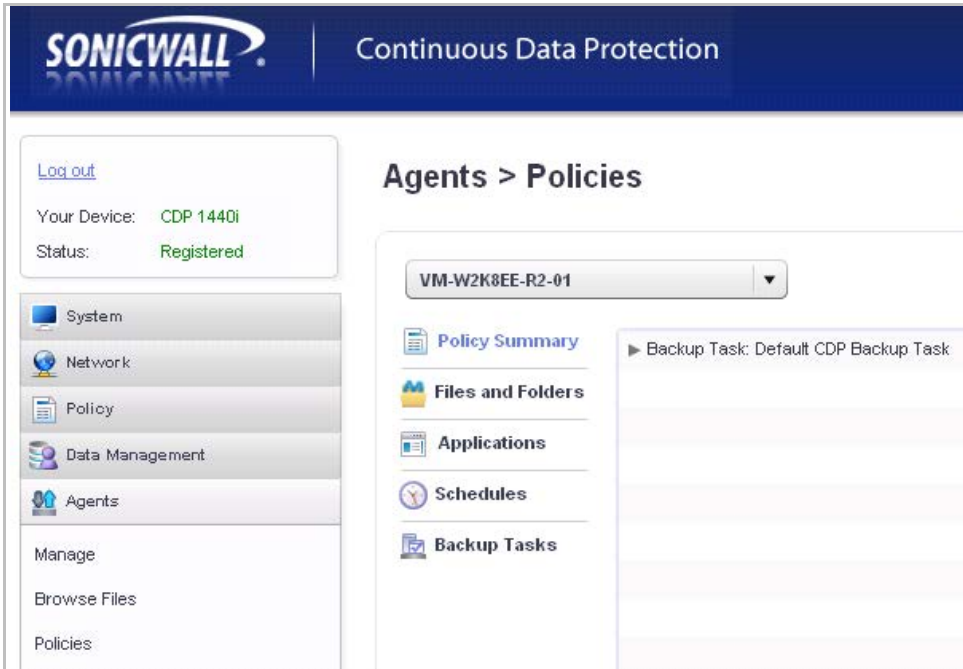 SONICWALL
Continuous Data Protection
Log out
Your Device: CDP 1440i
Status: Registered
System
Network
Policy
Data Management
Agents
Manage
Browse Files
Policies
Agents > Policies
VM-W2K8EE-R2-01
Policy Summary
Files and Folders
Applications
Schedules
Backup Tasks
Backup Task: Default CDP Backup Task